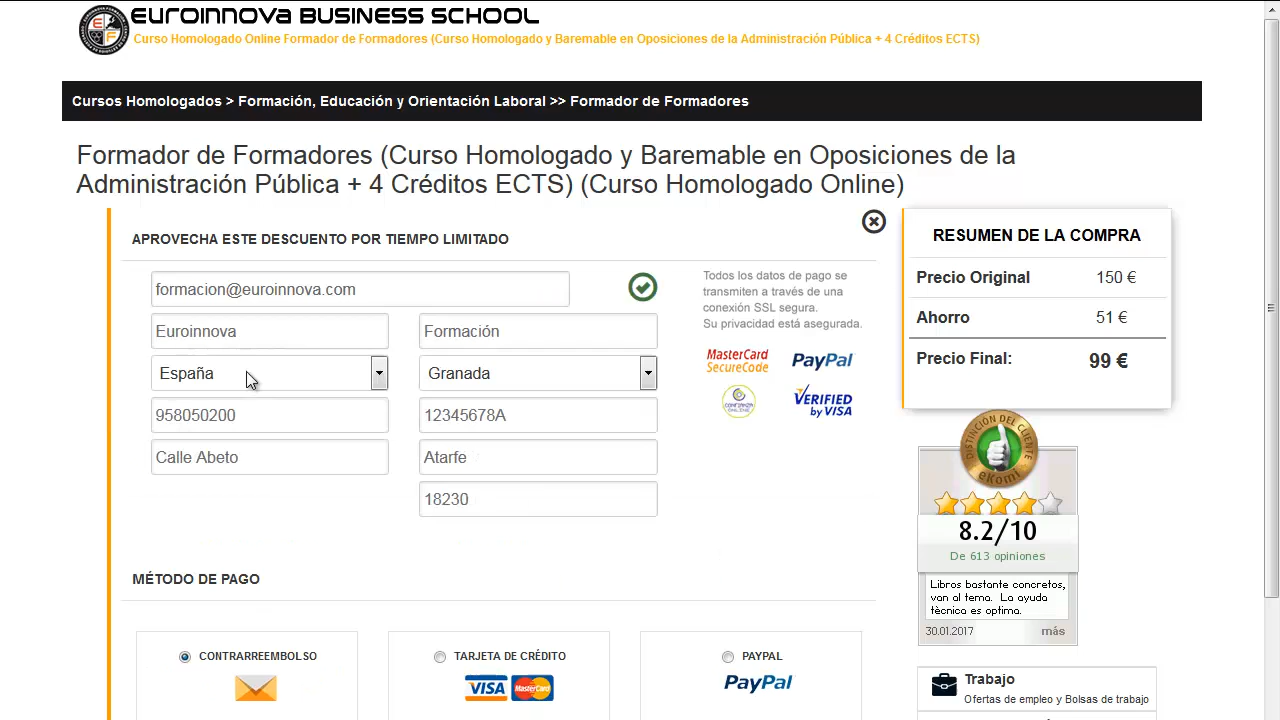 EUROINNOVA BUSINESS SCHOOL
Curso Homologado Online Formador de Formadores (Curso Homologado y Baremable en Oposiciones de la Administración Pública + 4 Créditos ECTS)
Cursos Homologados > Formación, Educación y Orientación Laboral >> Formador de Formadores
Formador de Formadores (Curso Homologado y Baremable en Oposiciones de la
Administración Pública + 4 Créditos ECTS) (Curso Homologado Online)
APROVECHA ESTE DESCUENTO POR TIEMPO LIMITADO
formacion@euroinnova.com
Euroinnova
Formación
España
Granada
958050200
12345678A
Calle Abeto
Atarfe
18230
Todos los datos de pago se
transmiten a través de una
conexión SSL segura.
Su privacidad está asegurada.
MasterCard
SecureCode
PayPal
CONFIANZA
ONLINE
VERIFIED
by VISA
RESUMEN DE LA COMPRA
Precio Original 150 €
Ahorro 51 €
Precio Final: 99 €
DISTINCIÓN DEL CLIENTE
eKomi
8.2/10
De 613 opiniones
Libros bastante concretos,
van al tema. La ayuda
tècnica es optima.
30.01.2017 más
MÉTODO DE PAGO
CONTRARREEMBOLSO
TARJETA DE CRÉDITO
VISA
MasterCard
PAYPAL
PayPal
Trabajo
Ofertas de empleo y Bolsas de trabajo